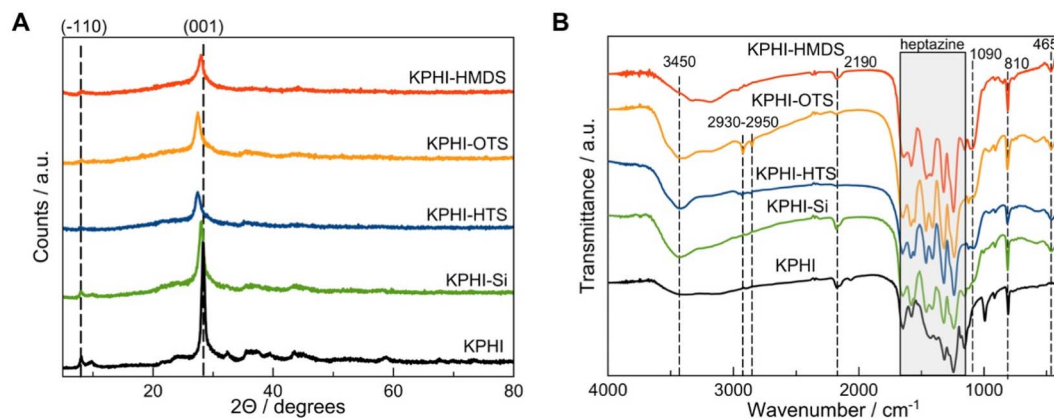 A
(-110)
(001)
KPHI-HMDS
KPHI-OTS
KPHI-HTS
KPHI-Si
KPHI
Counts / a.u.
20
40
60
80
2Θ / degrees
B
KPHI-HMDS
heptazine
3450
2190
1090
465
810
KPHI-OTS
2930-2950
KPHI-HTS
KPHI-Si
KPHI
Transmittance / a.u.
4000
3000
2000
1000
Wavenumber / cm⁻¹